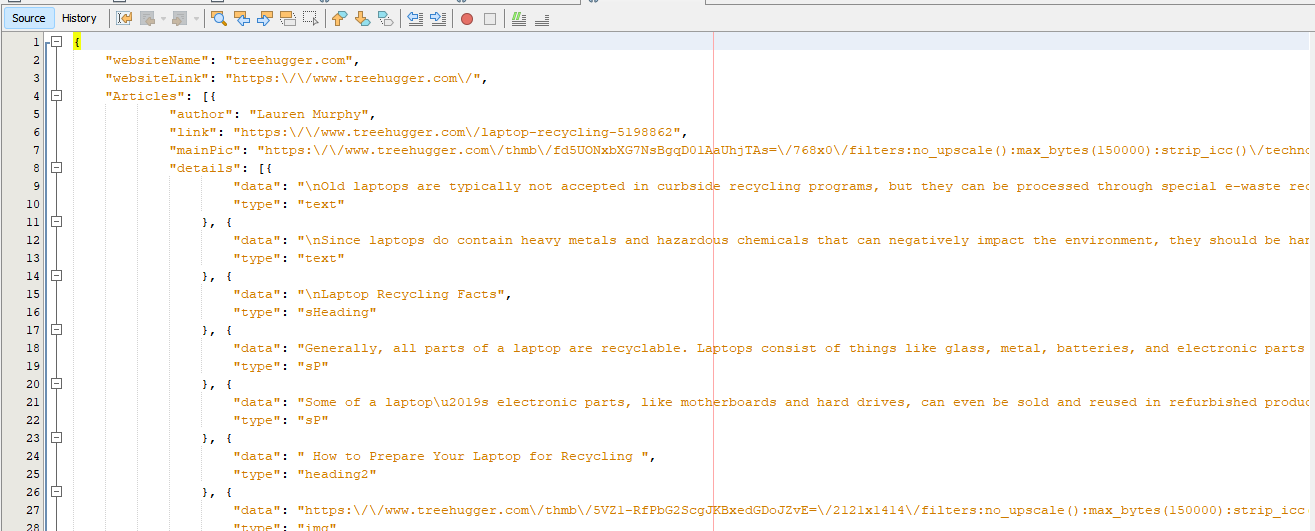 Source History
1 {
2 "websiteName": "treehugger.com",
3 "websiteLink": "https:\/\/www.treehugger.com\/",
4 "Articles": [{
5 "author": "Lauren Murphy",
6 "link": "https:\/\/www.treehugger.com\/laptop-recycling-5198862",
7 "mainPic": "https:\/\/www.treehugger.com\/thmb\/fd5UONxbXG7NsBgqD01AaUhjTAs=\/768x0\/filters:no_upscale():max_bytes(150000):strip_icc()\/techno
8 "details": [{
9 "data": "\nOld laptops are typically not accepted in curbside recycling programs, but they can be processed through special e-waste rec
10 "type": "text"
11 }, {
12 "data": "\nSince laptops do contain heavy metals and hazardous chemicals that can negatively impact the environment, they should be han
13 "type": "text"
14 }, {
15 "data": "\nLaptop Recycling Facts",
16 "type": "sHeading"
17 }, {
18 "data": "Generally, all parts of a laptop are recyclable. Laptops consist of things like glass, metal, batteries, and electronic parts
19 "type": "sP"
20 }, {
21 "data": "Some of a laptop\u2019s electronic parts, like motherboards and hard drives, can even be sold and reused in refurbished produc
22 "type": "sP"
23 }, {
24 "data": " How to Prepare Your Laptop for Recycling ",
25 "type": "heading2"
26 }, {
27 "data": "https:\/\/www.treehugger.com\/thmb\/5VZ1-RfPbG2ScgJKBxedGDoJZvE=\/2121x1414\/filters:no_upscale():max_bytes(150000):strip_icc
28 "type": "img"